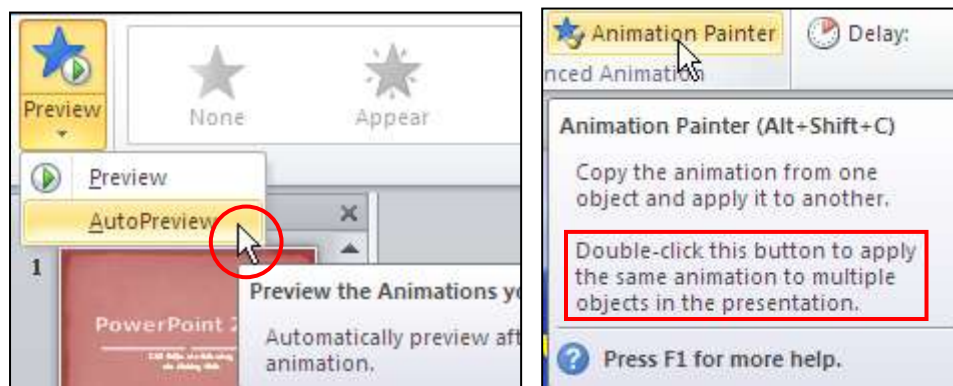 Preview
None
Appear
Preview
AutoPreview
1
Preview the Animations y
PowerPoint 2
Automatically preview aft
animation.
Animation Painter
Delay:
nced Animation
Animation Painter (Alt+Shift+C)
Copy the animation from one
object and apply it to another.
Double-click this button to apply
the same animation to multiple
objects in the presentation.
Press F1 for more help.